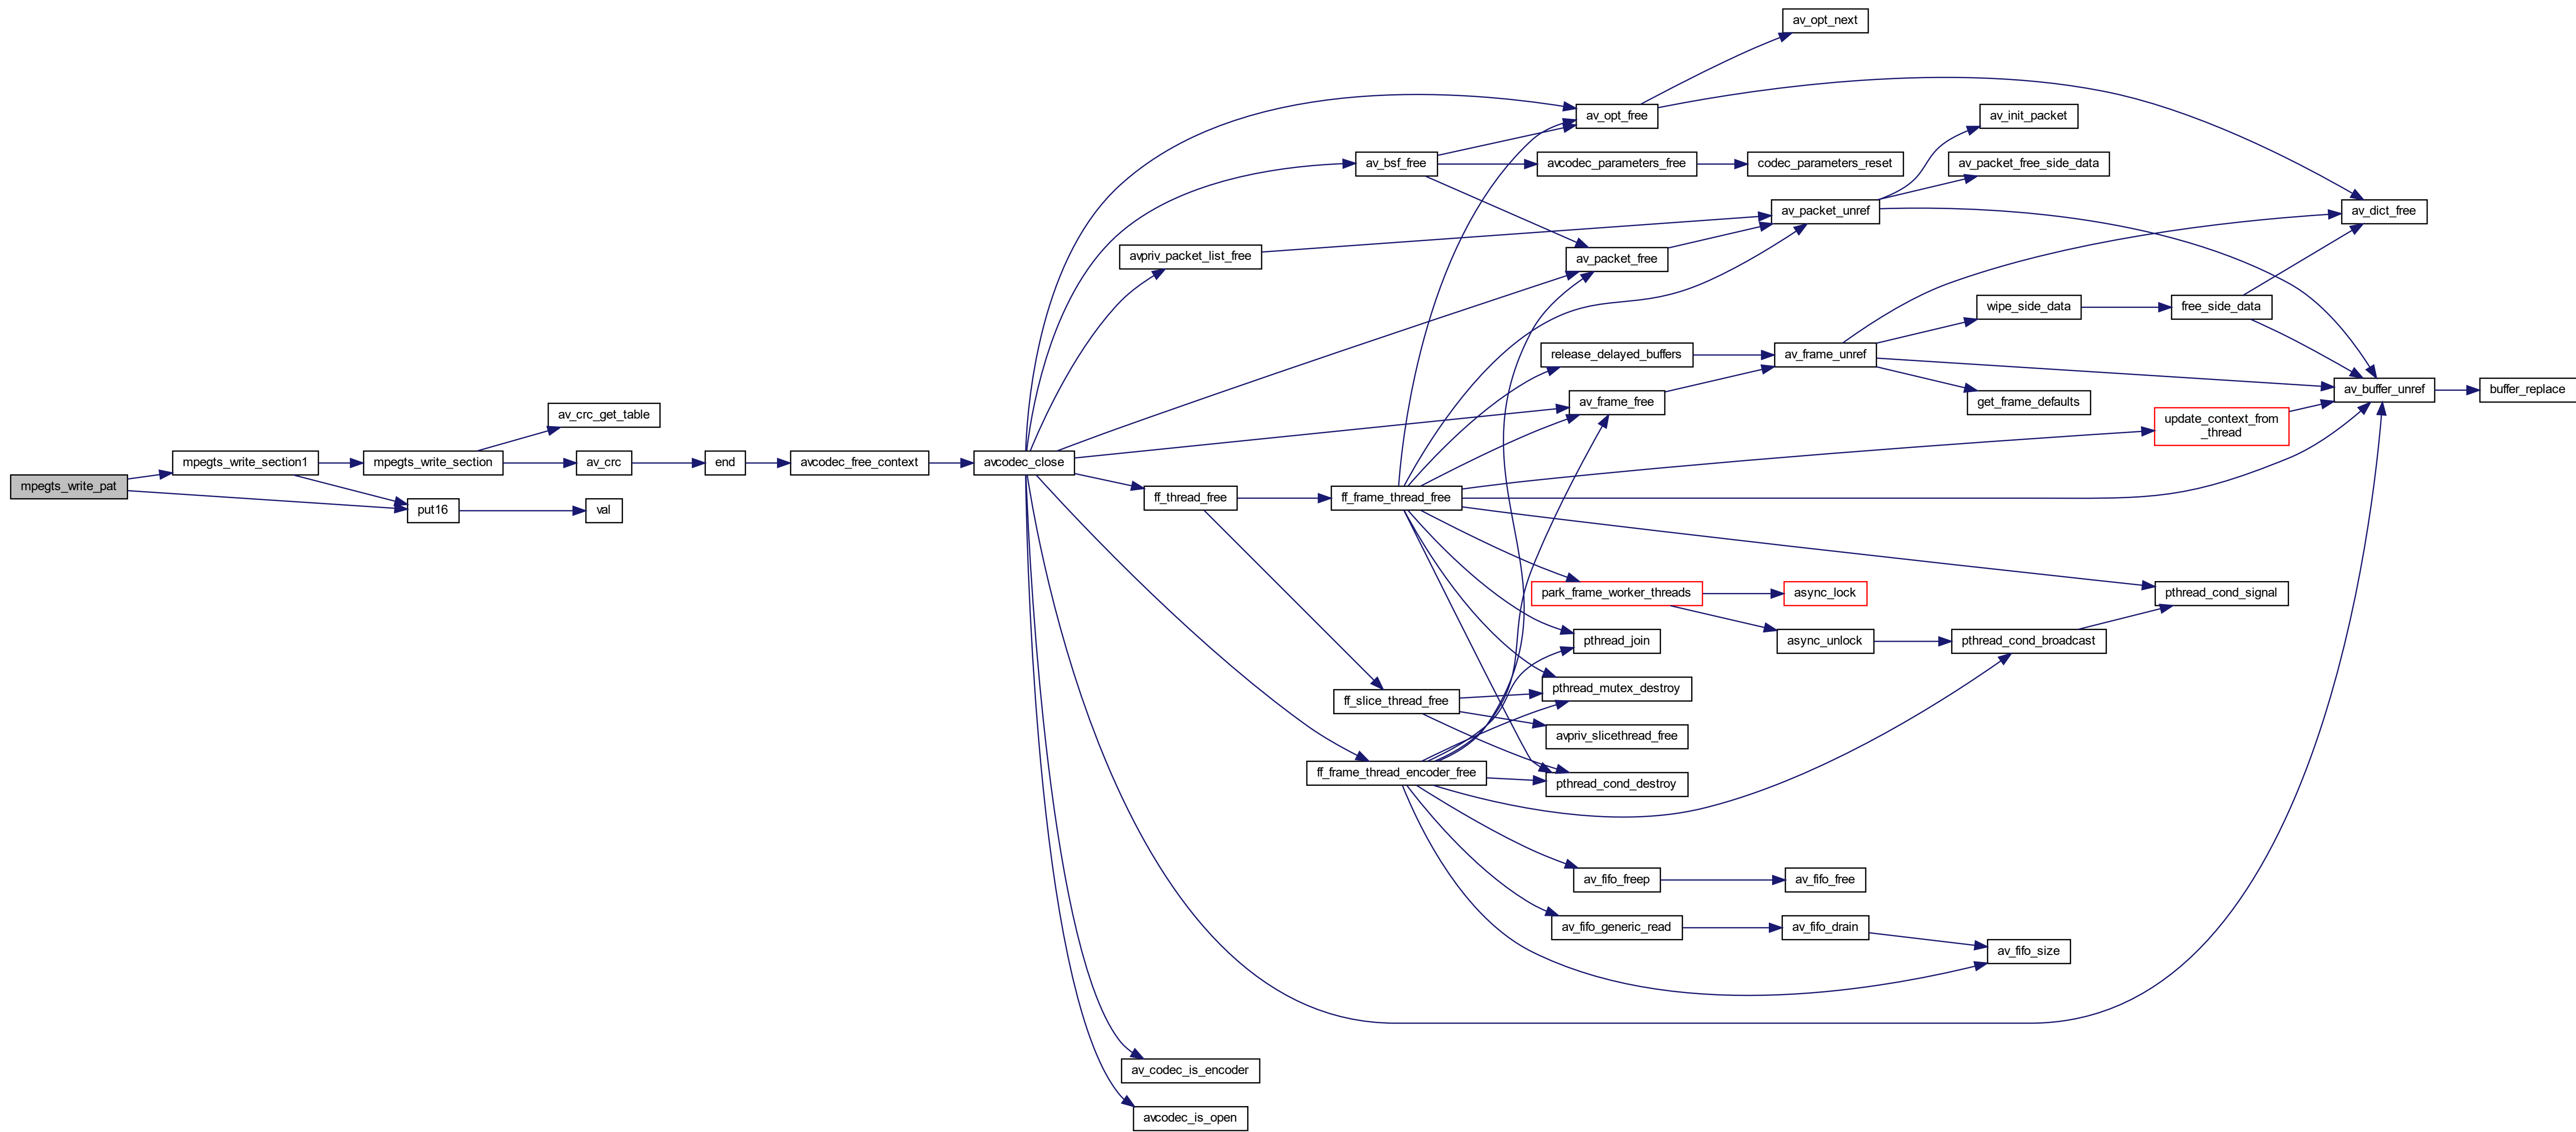 av_opt_next
av_opt_free
av_init_packet
av_bsf_free
avcodec_parameters_free
codec_parameters_reset
av_packet_free_side_data
av_packet_unref
av_dict_free
avpriv_packet_list_free
av_packet_free
wipe_side_data
free_side_data
release_delayed_buffers
av_frame_unref
av_buffer_unref
buffer_replace
av_frame_free
get_frame_defaults
av_crc_get_table
update_context_from
_thread
mpegts_write_pat
mpegts_write_section1
mpegts_write_section
av_crc
end
avcodec_free_context
avcodec_close
ff_thread_free
ff_frame_thread_free
put16
val
park_frame_worker_threads
async_lock
pthread_cond_signal
pthread_join
async_unlock
pthread_cond_broadcast
ff_slice_thread_free
pthread_mutex_destroy
avpriv_slicethread_free
ff_frame_thread_encoder_free
pthread_cond_destroy
av_fifo_freep
av_fifo_free
av_fifo_generic_read
av_fifo_drain
av_fifo_size
av_codec_is_encoder
avcodec_is_open